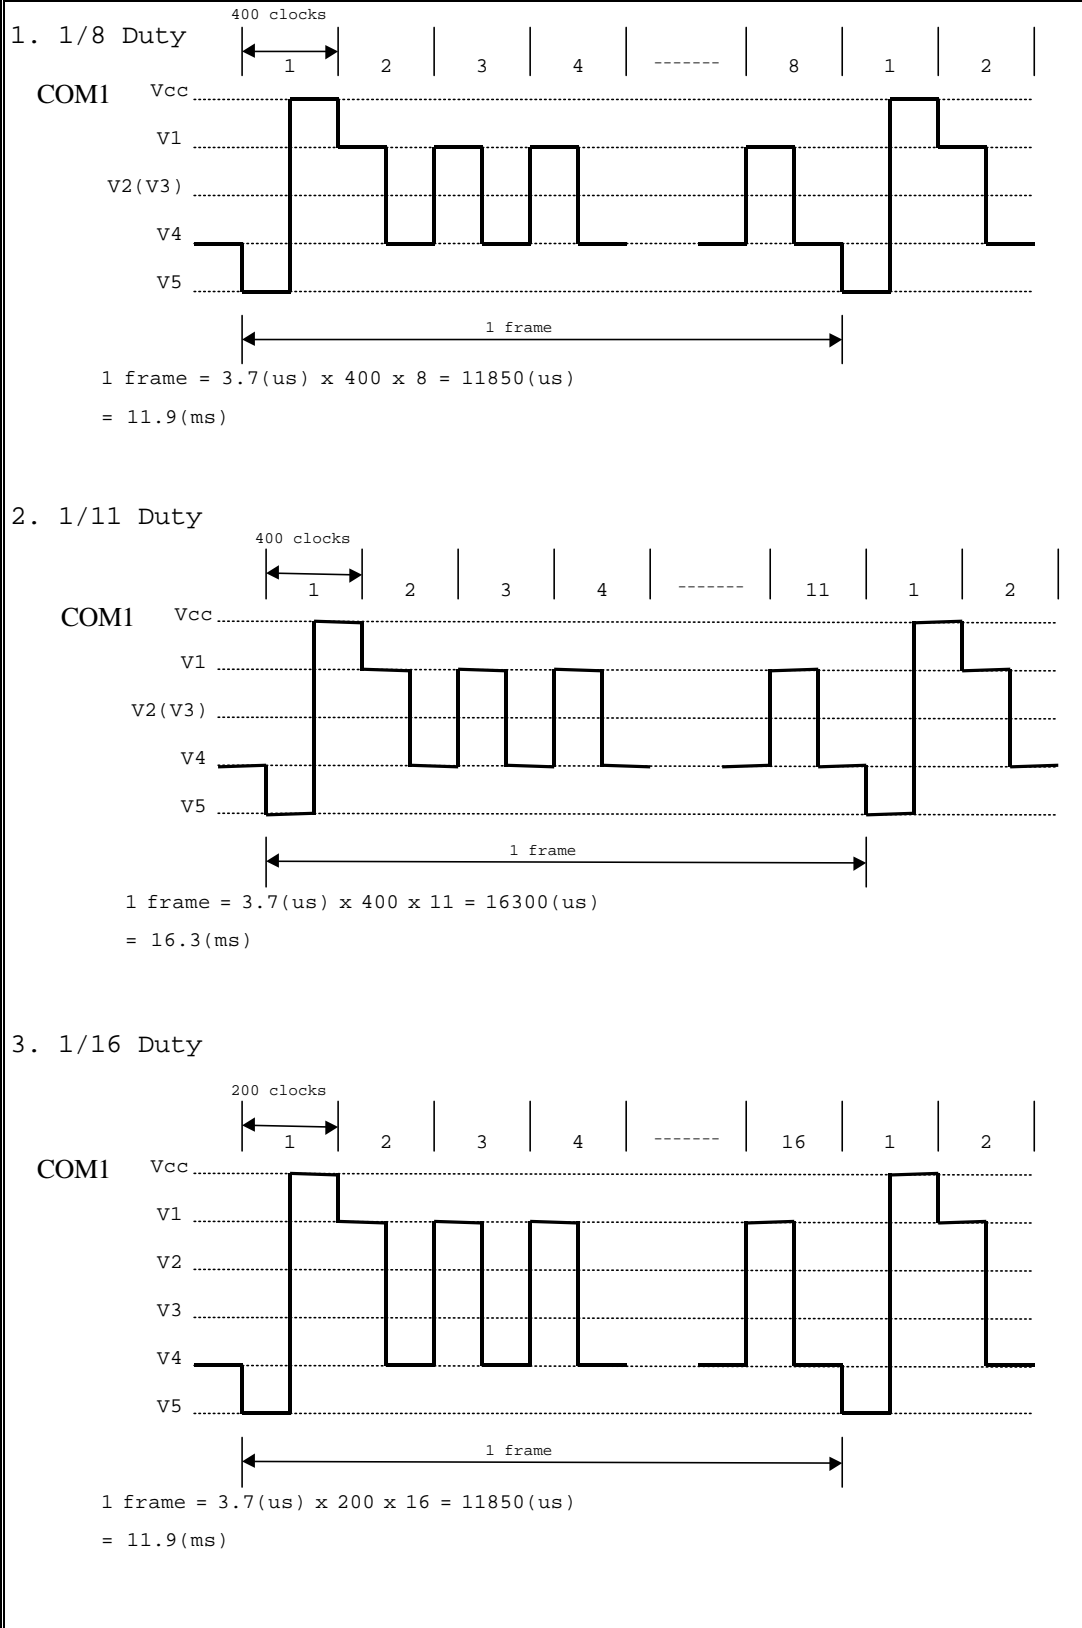 400 clocks
1. 1/8 Duty
1 2 3 4 ------- 8 1 2
COM1 Vcc
V1
V2(V3)
V4
V5
1 frame
1 frame = 3.7(us) x 400 x 8 = 11850(us)
= 11.9(ms)
2. 1/11 Duty
400 clocks
1 2 3 4 ------- 11 1 2
COM1 Vcc
V1
V2(V3)
V4
V5
1 frame
1 frame = 3.7(us) x 400 x 11 = 16300(us)
= 16.3(ms)
3. 1/16 Duty
200 clocks
1 2 3 4 ------- 16 1 2
COM1 Vcc
V1
V2
V3
V4
V5
1 frame
1 frame = 3.7(us) x 200 x 16 = 11850(us)
= 11.9(ms)